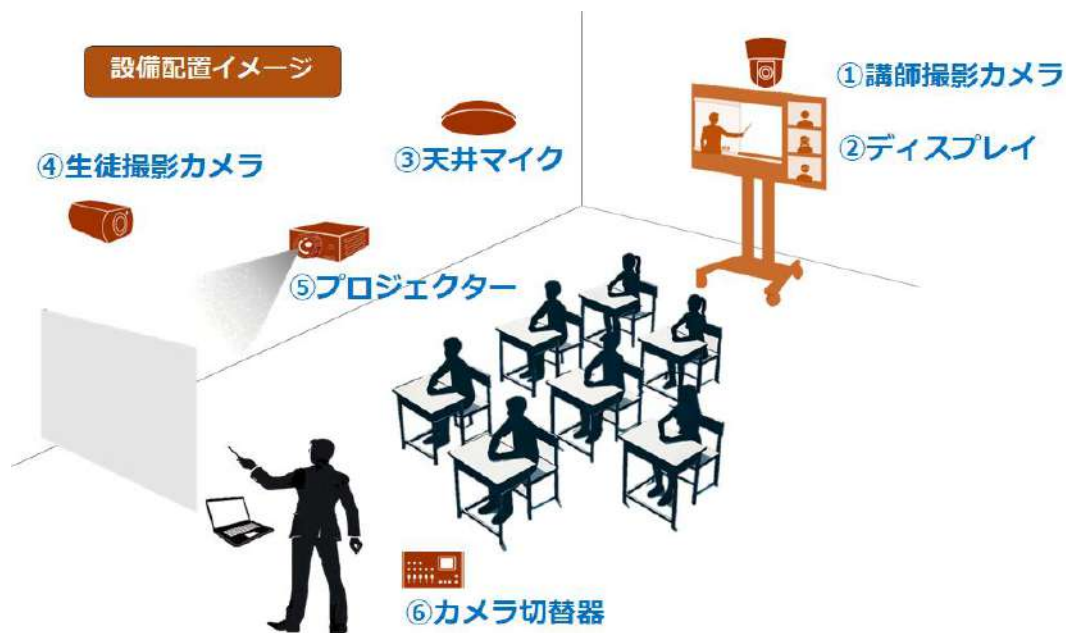 設備配置イメージ
①講師撮影カメラ
②ディスプレイ
③天井マイク
④生徒撮影カメラ
⑤プロジェクター
⑥カメラ切替器